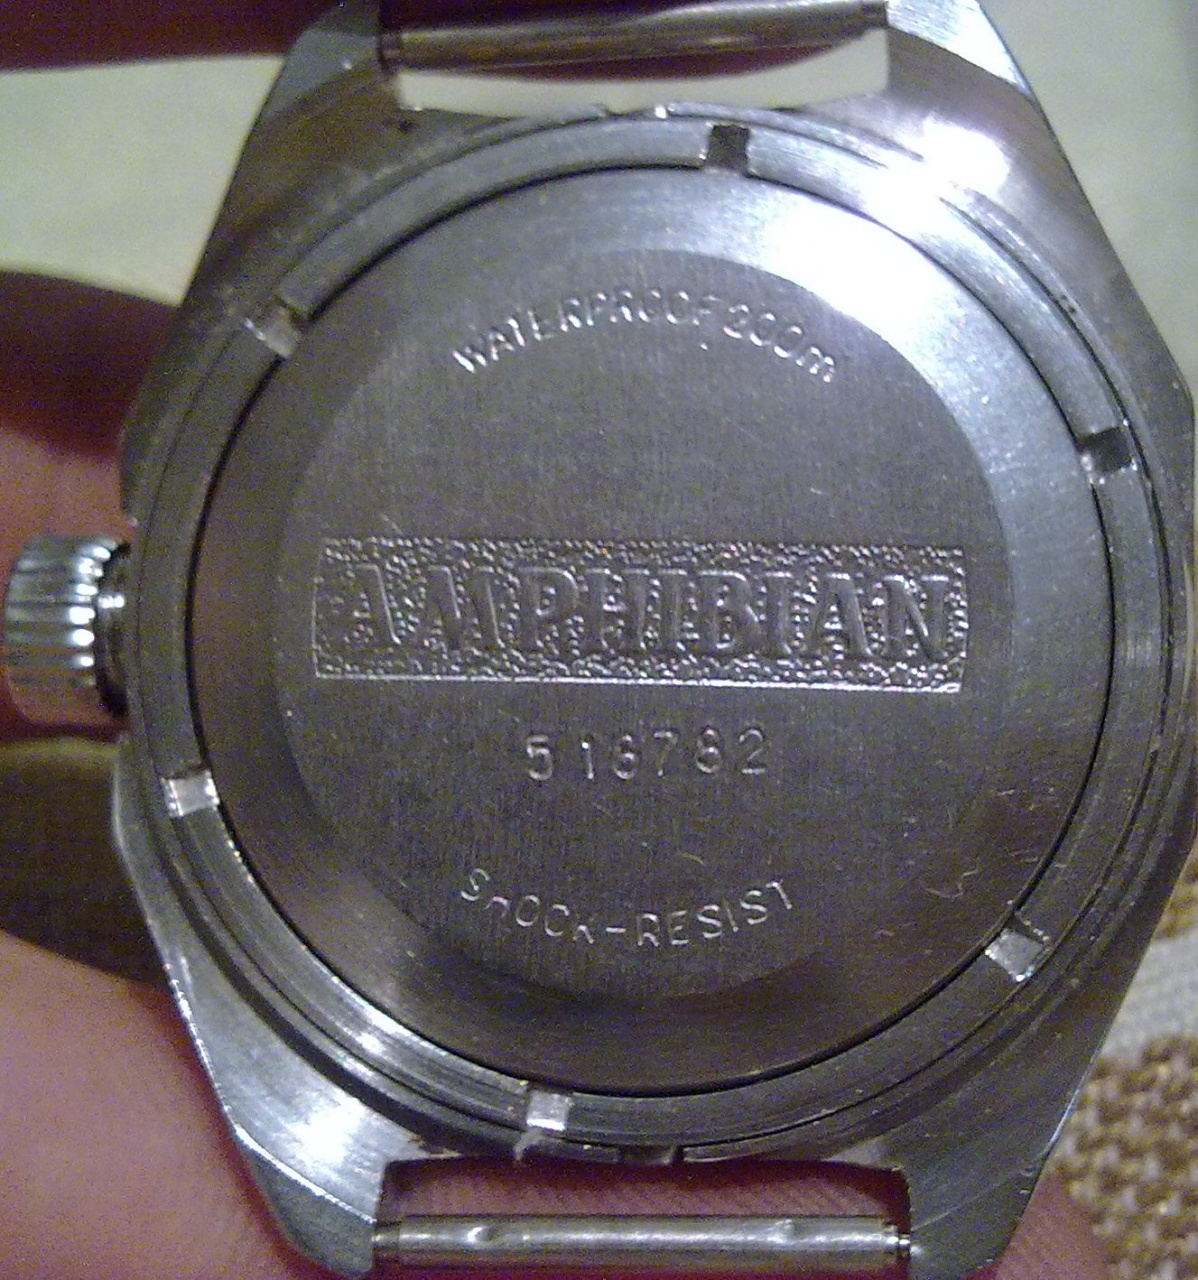 WATERPROOF 200m
AMPHIBIAN
516782
SHOCK-RESIST